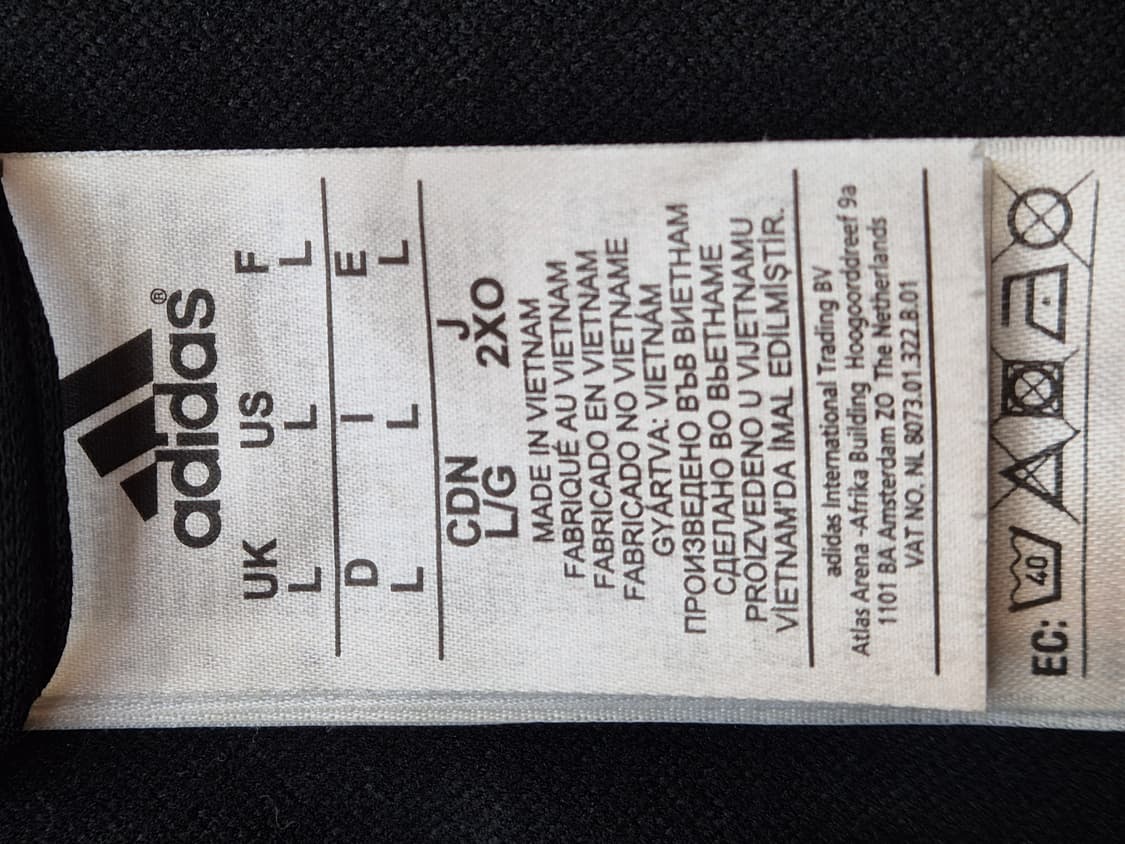 adidas®
UK US F
L L L
D I E
L L L
CDN J
L/G 2XO
MADE IN VIETNAM
FABRIQUÉ AU VIETNAM
FABRICADO EN VIETNAM
FABRICADO NO VIETNAME
GYÁRTVA: VIETNÁM
ПРОИЗВЕДЕНО ВЪВ ВИЕТНАМ
СДЕЛАНО ВО ВЬЕТНАМЕ
PROIZVEDENO U VIJETNAMU
VİETNAM'DA İMAL EDİLMİŞTİR.
adidas International Trading BV
Atlas Arena -Afrika Building Hoogoorddreef 9a
1101 BA Amsterdam ZO The Netherlands
VAT NO. NL 8073.01.322.B.01
EC: 40